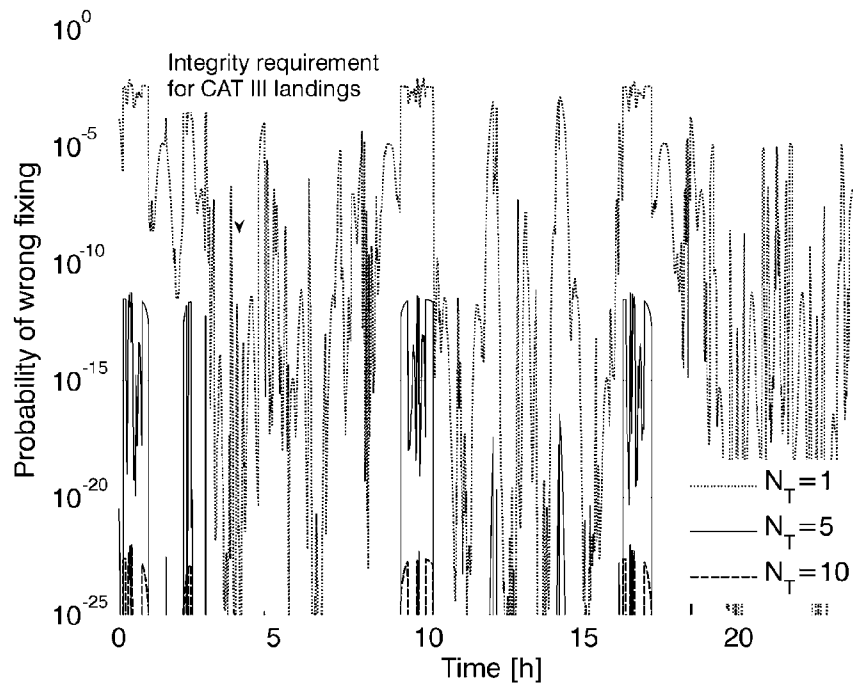 10^0
Integrity requirement
for CAT III landings
10^-5
10^-10
10^-15
10^-20
10^-25
Probability of wrong fixing
N_T=1
N_T=5
N_T=10
0 5 10 15 20
Time [h]